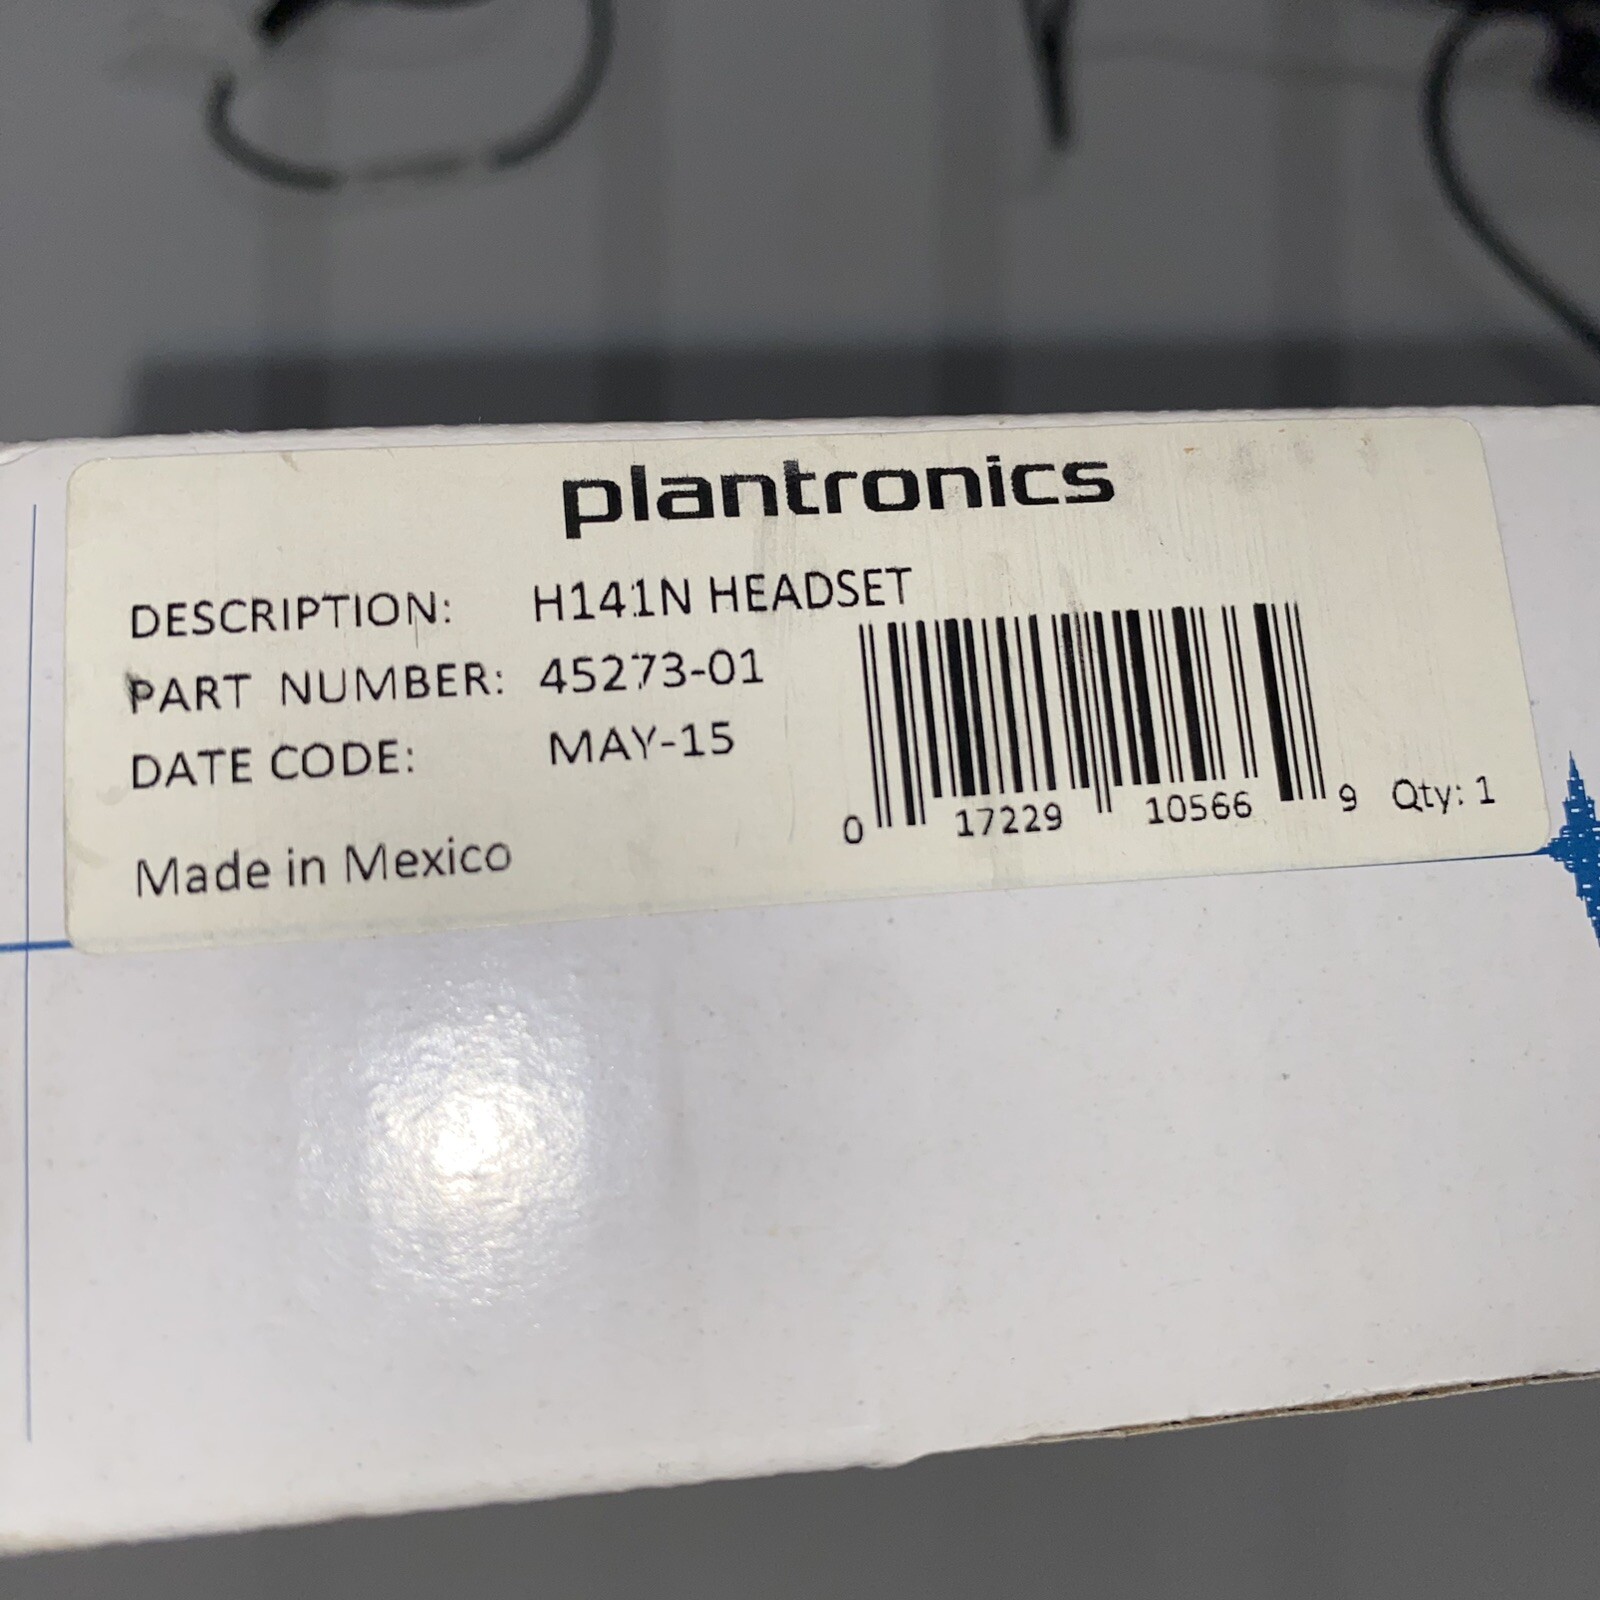 plantronics
DESCRIPTION: H141N HEADSET
PART NUMBER: 45273-01
DATE CODE: MAY-15
0 17229 10566 9 Qty: 1
Made in Mexico